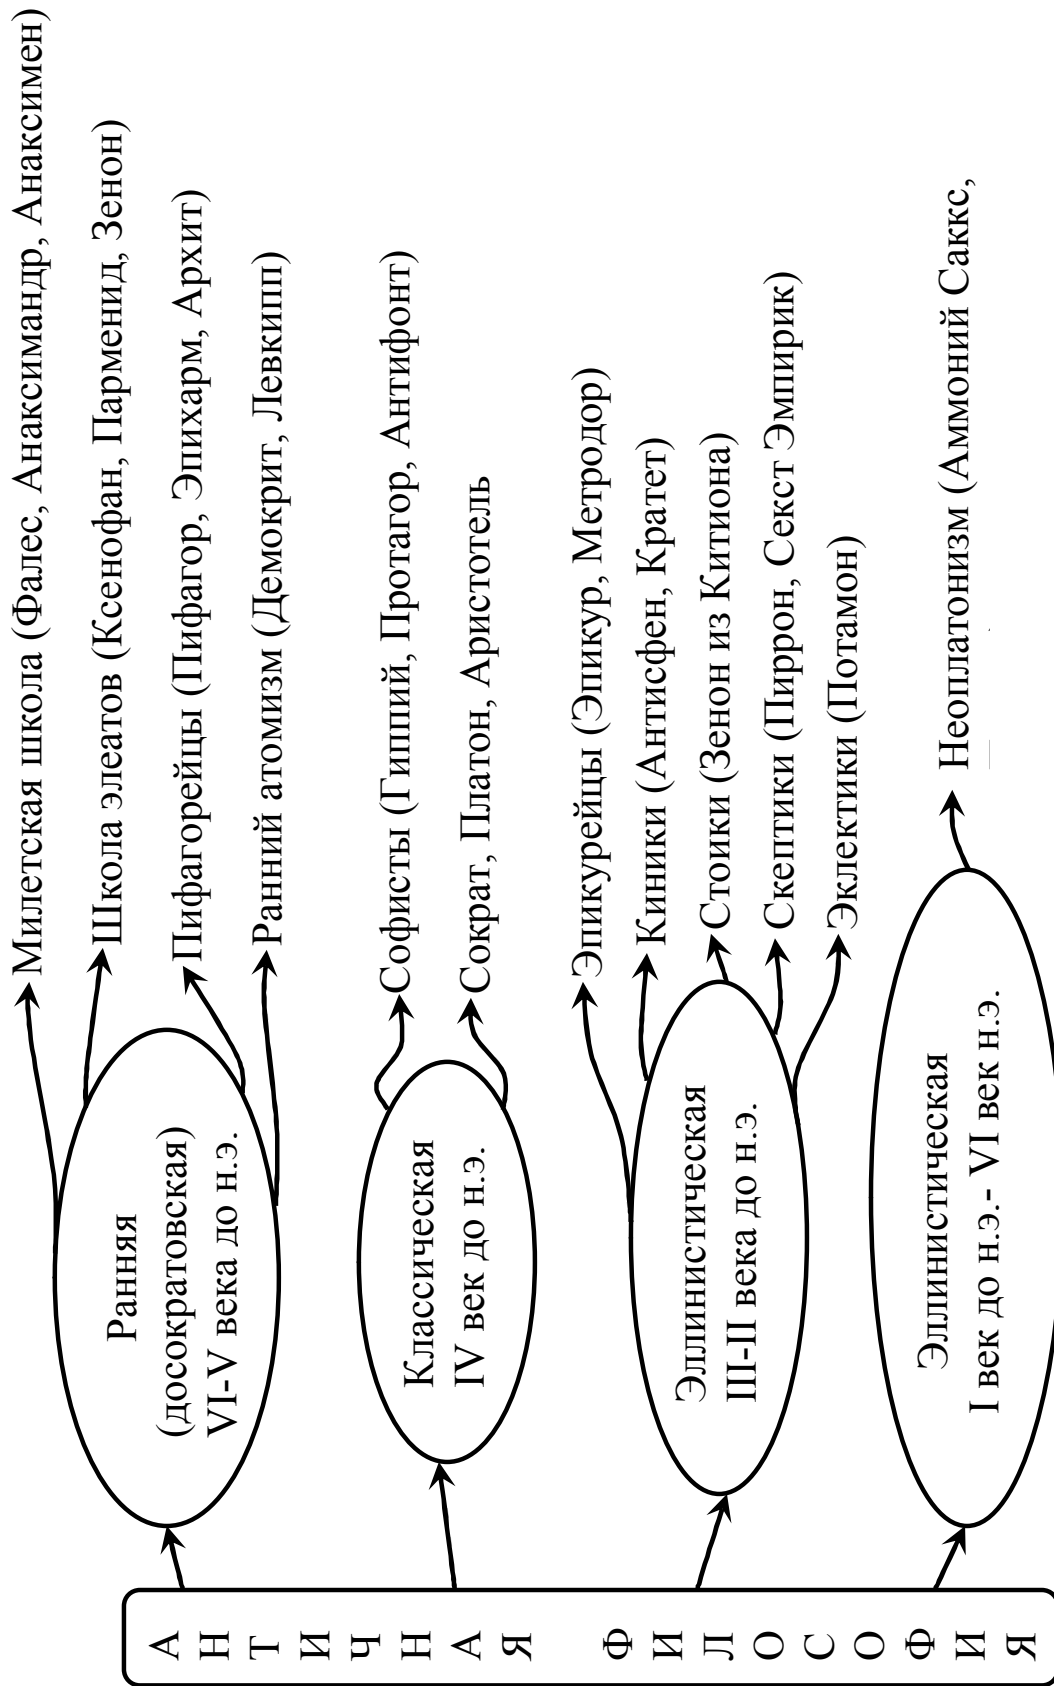 АНТИЧНАЯ ФИЛОСОФИЯ
Ранняя
(досократовская)
VI-V века до н.э.
Милетская школа (Фалес, Анаксимандр, Анаксимен)
Школа элеатов (Ксенофан, Парменид, Зенон)
Пифагорейцы (Пифагор, Эпихарм, Архит)
Ранний атомизм (Демокрит, Левкипп)
Классическая
IV век до н.э.
Софисты (Гиппий, Протагор, Антифонт)
Сократ, Платон, Аристотель
Эллинистическая
III-II века до н.э.
Эпикурейцы (Эпикур, Метродор)
Киники (Антисфен, Кратет)
Стоики (Зенон из Китиона)
Скептики (Пиррон, Секст Эмпирик)
Эклектики (Потамон)
Эллинистическая
I век до н.э.- VI век н.э.
Неоплатонизм (Аммоний Саккс,